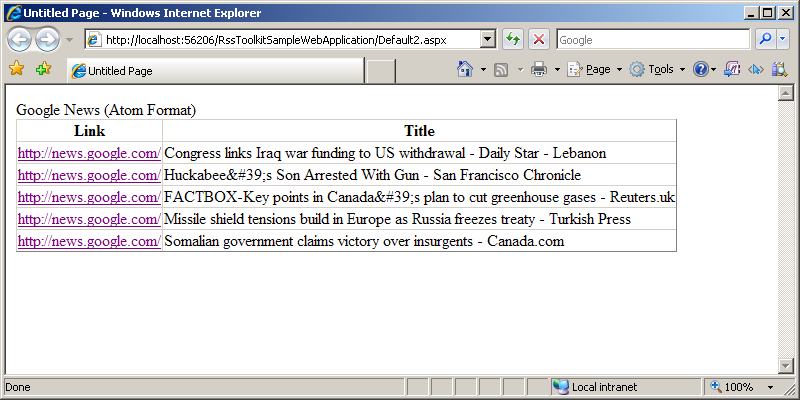 Untitled Page - Windows Internet Explorer
http://localhost:56206/RssToolkitSampleWebApplication/Default2.aspx
Google
Untitled Page
Page
Tools
Google News (Atom Format)
Link Title
http://news.google.com/ Congress links Iraq war funding to US withdrawal - Daily Star - Lebanon
http://news.google.com/ Huckabee&#39;s Son Arrested With Gun - San Francisco Chronicle
http://news.google.com/ FACTBOX-Key points in Canada&#39;s plan to cut greenhouse gases - Reuters.uk
http://news.google.com/ Missile shield tensions build in Europe as Russia freezes treaty - Turkish Press
http://news.google.com/ Somalian government claims victory over insurgents - Canada.com
Done
Local intranet
100%